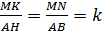 MK/AH = MN/AB = k